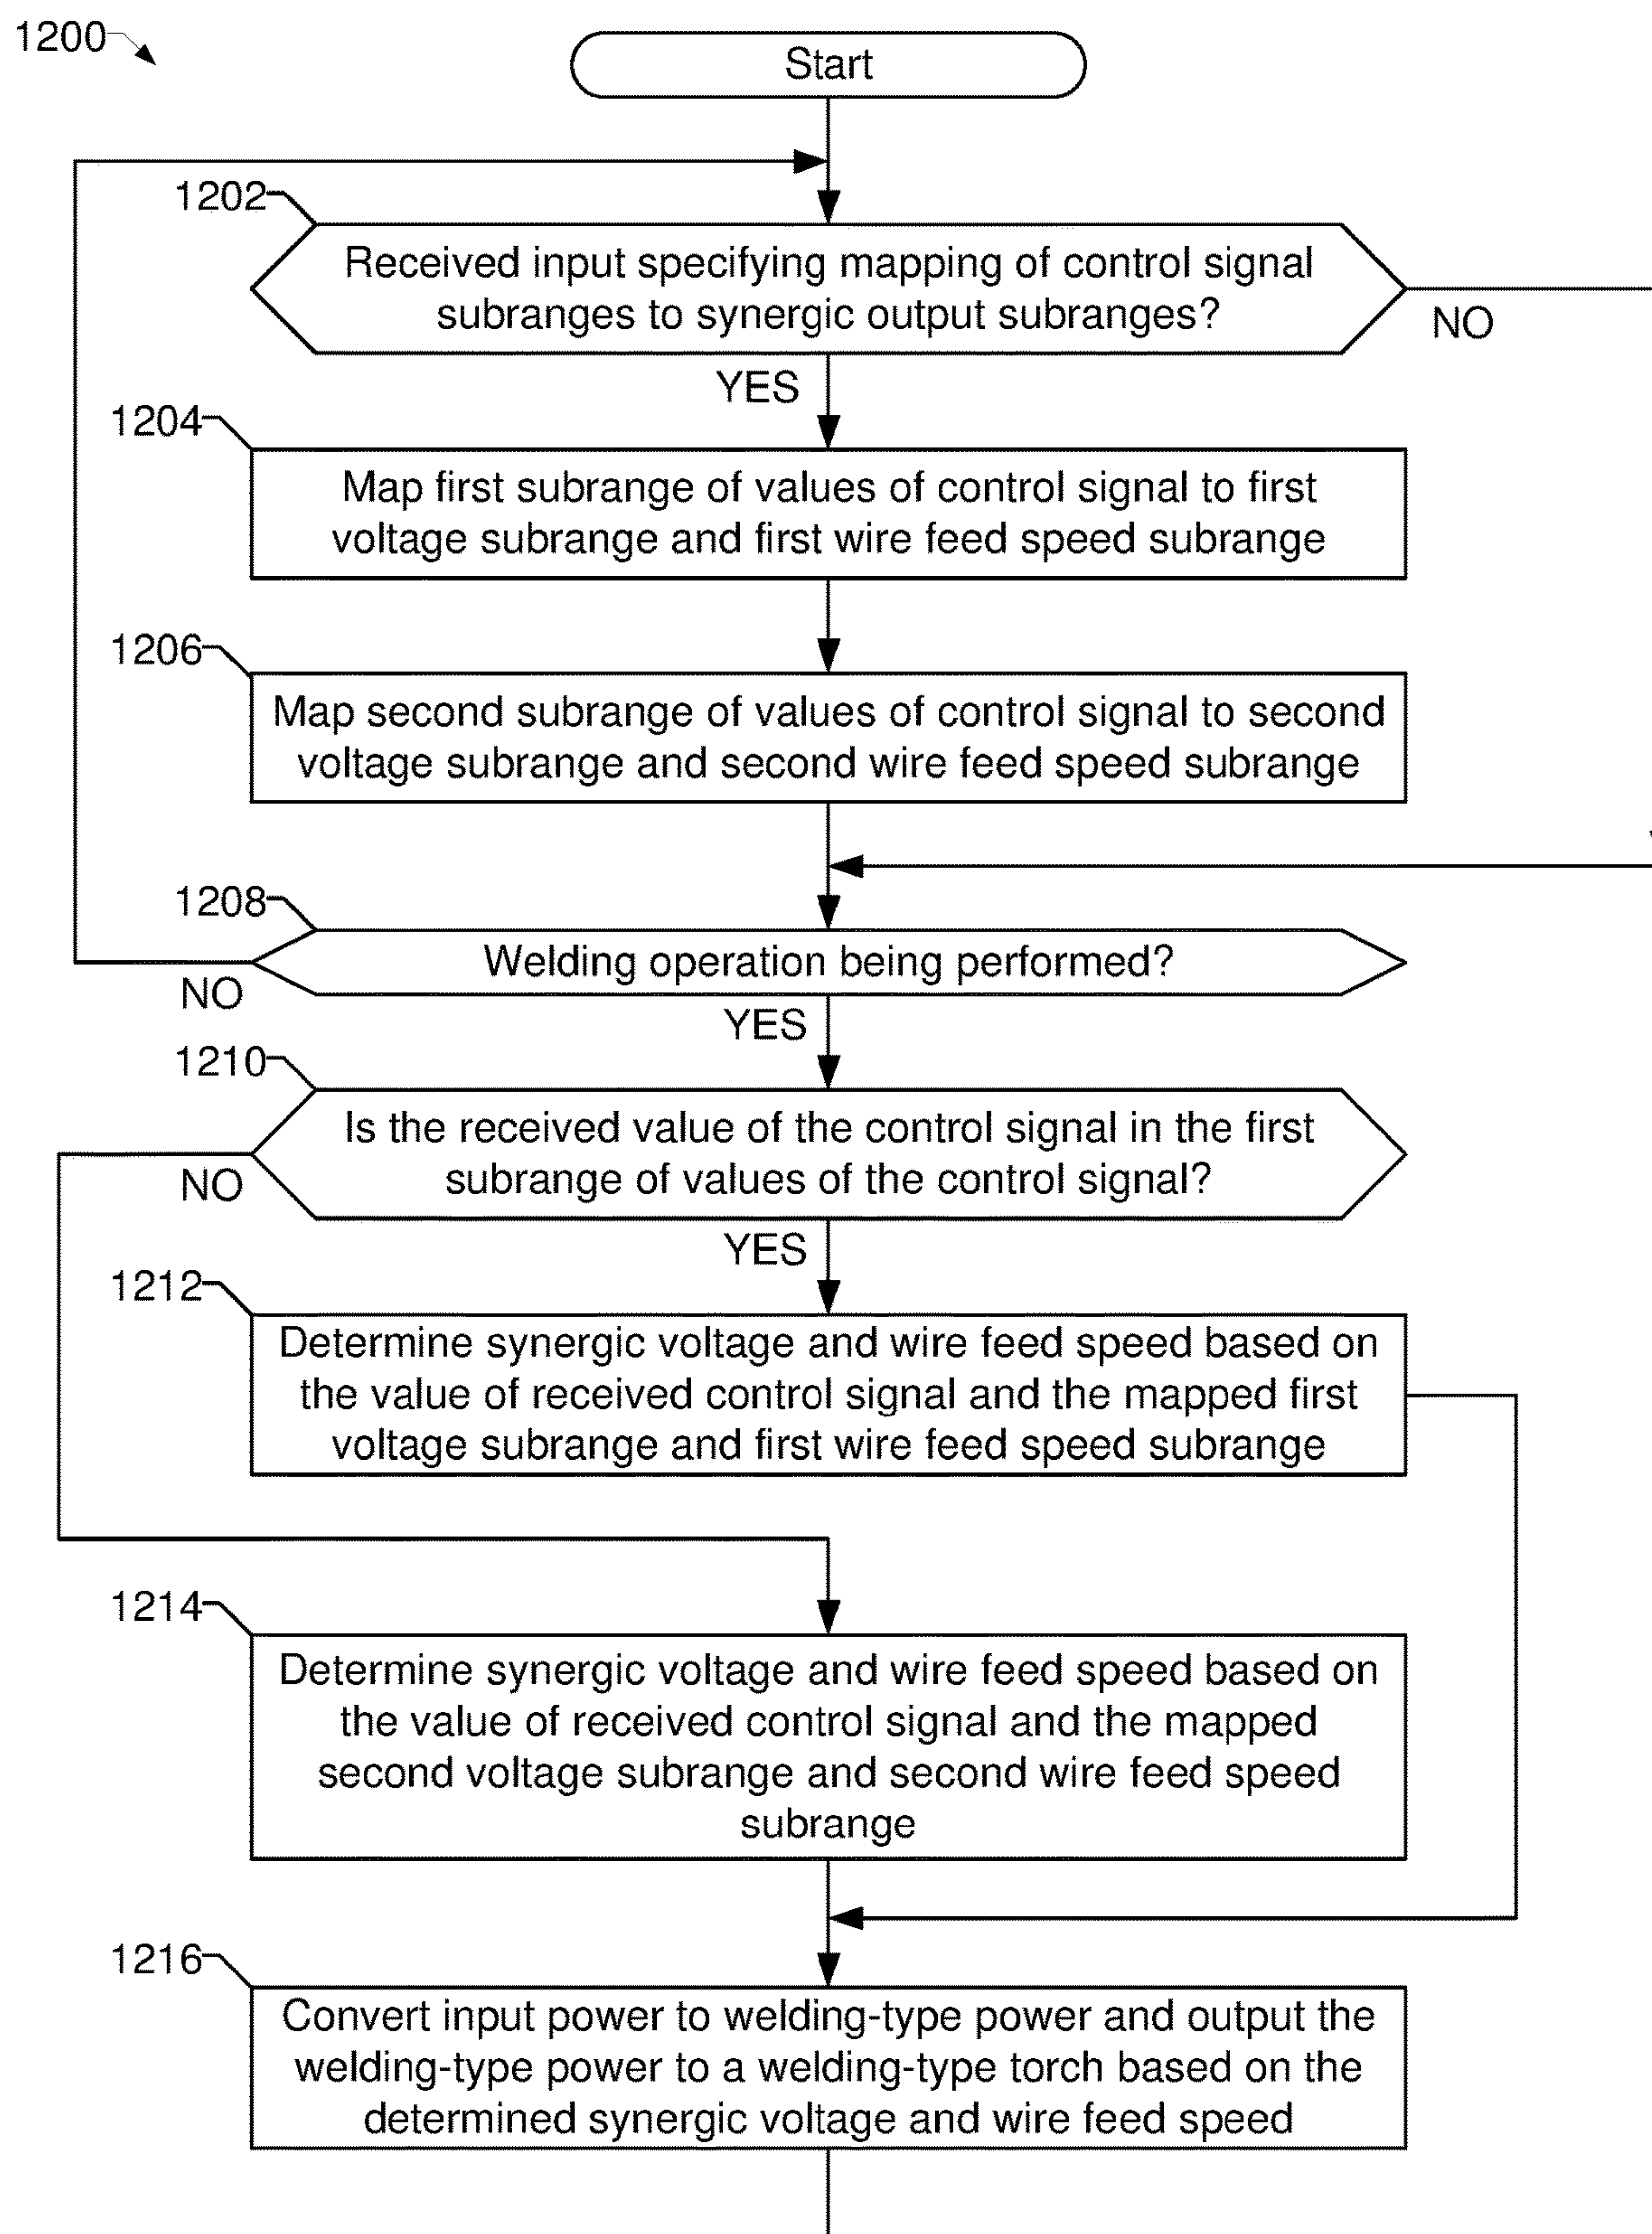 1200
Start
1202
Received input specifying mapping of control signal
subranges to synergic output subranges?
NO
YES
1204
Map first subrange of values of control signal to first
voltage subrange and first wire feed speed subrange
1206
Map second subrange of values of control signal to second
voltage subrange and second wire feed speed subrange
1208
Welding operation being performed?
NO
YES
1210
Is the received value of the control signal in the first
subrange of values of the control signal?
NO
YES
1212
Determine synergic voltage and wire feed speed based on
the value of received control signal and the mapped first
voltage subrange and first wire feed speed subrange
1214
Determine synergic voltage and wire feed speed based on
the value of received control signal and the mapped
second voltage subrange and second wire feed speed
subrange
1216
Convert input power to welding-type power and output the
welding-type power to a welding-type torch based on the
determined synergic voltage and wire feed speed